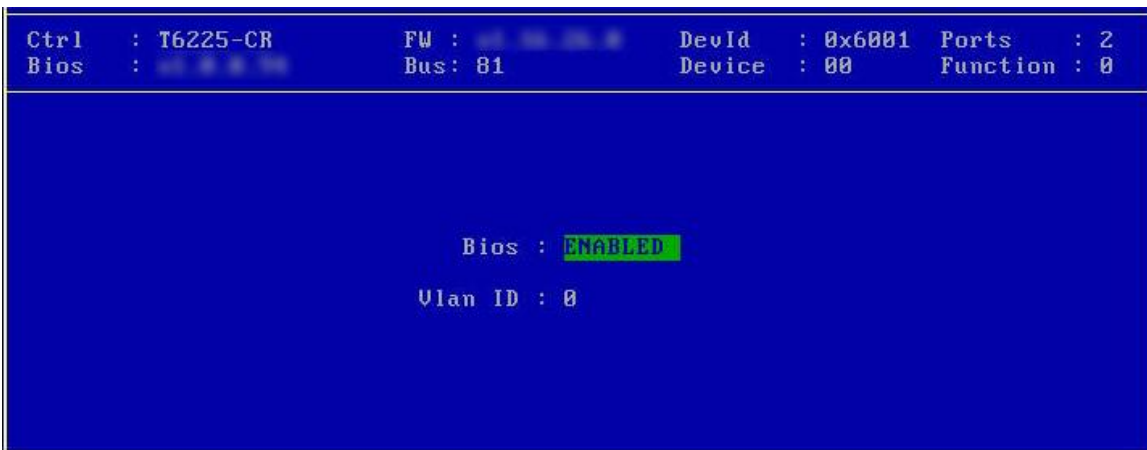 Ctrl : T6225-CR FW : DevId : 0x6001 Ports : 2
Bios : Bus: 81 Device : 00 Function : 0
Bios : ENABLED
Vlan ID : 0